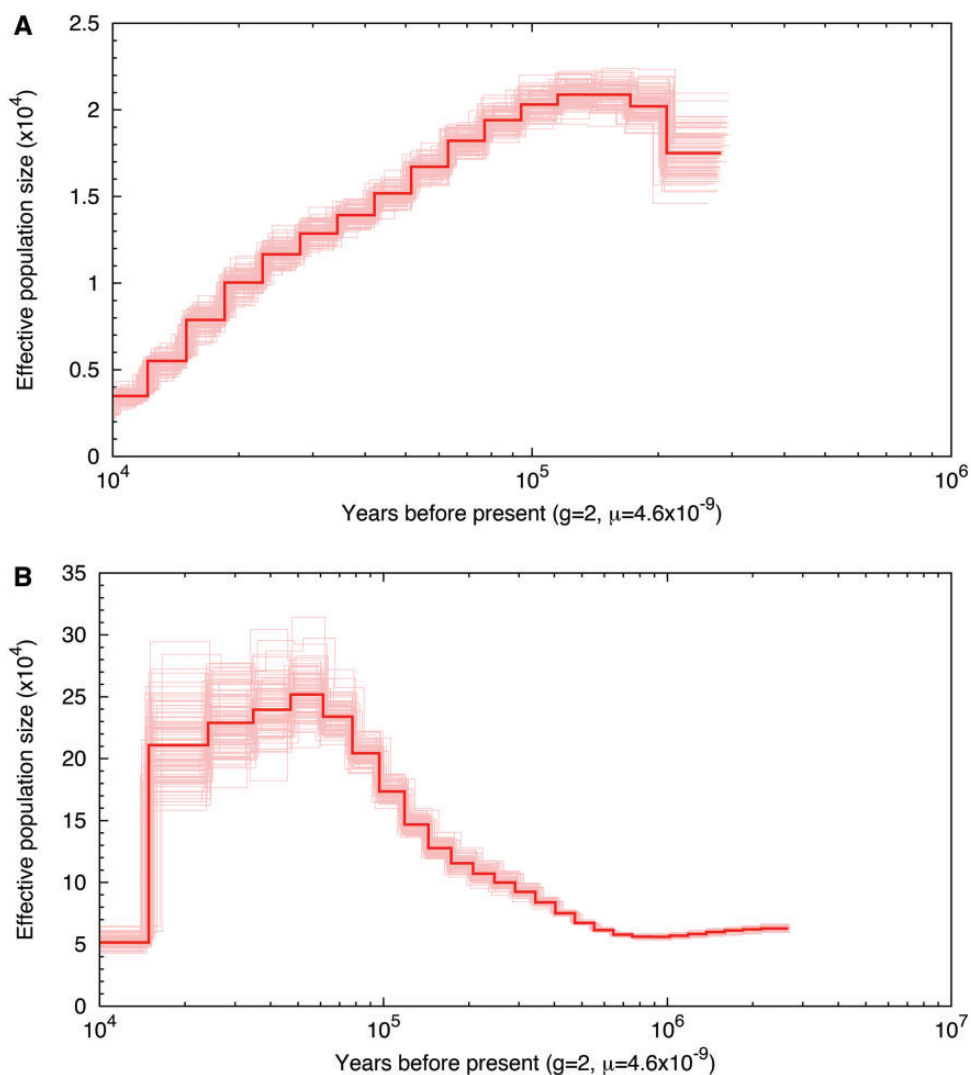 A
2.5
2
1.5
1
0.5
0
Effective population size (x10⁴)
10⁴ 10⁵ 10⁶
Years before present (g=2, μ=4.6x10⁻⁹)
B
35
30
25
20
15
10
5
0
Effective population size (x10⁴)
10⁴ 10⁵ 10⁶ 10⁷
Years before present (g=2, μ=4.6x10⁻⁹)